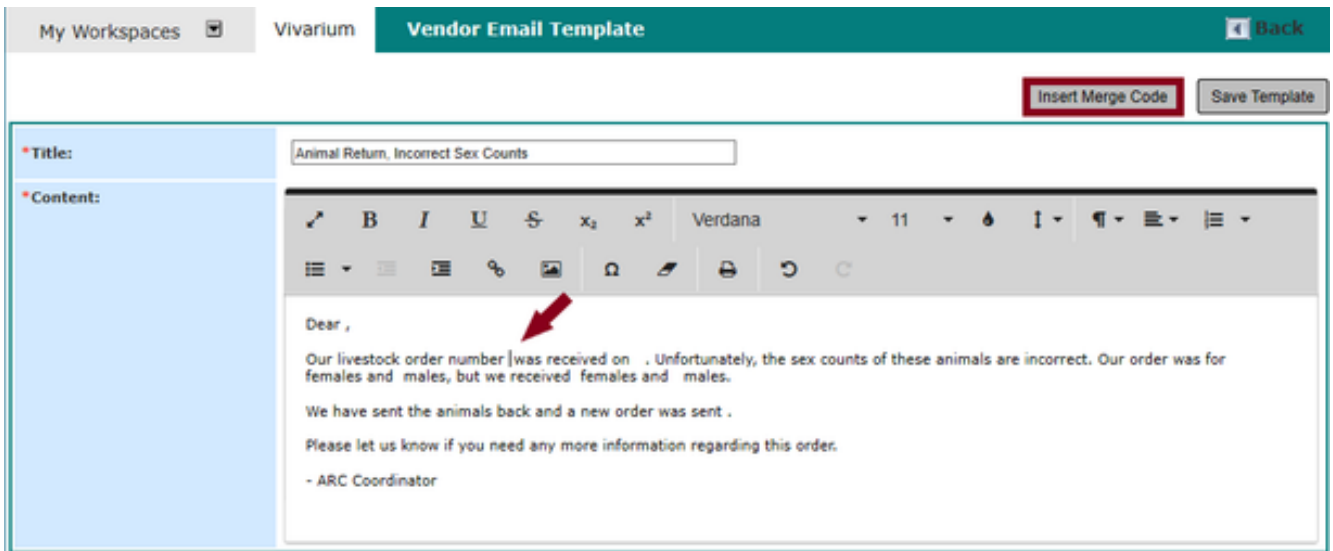 My Workspaces Vivarium Vendor Email Template Back
Insert Merge Code Save Template
*Title: Animal Return, Incorrect Sex Counts
*Content:
B I U S x₂ x² Verdana 11 ¶
Ω
Dear ,
Our livestock order number was received on . Unfortunately, the sex counts of these animals are incorrect. Our order was for
females and males, but we received females and males.
We have sent the animals back and a new order was sent .
Please let us know if you need any more information regarding this order.
- ARC Coordinator